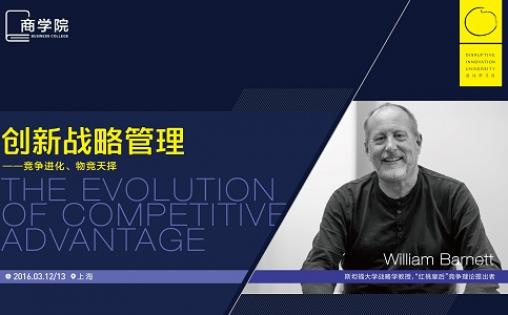 商学院
BUSINESS COLLEGE
DISRUPTIVE
INNOVATION
UNIVERSITY
创新战略管理
——竞争进化、物竞天择
THE EVOLUTION
OF COMPETITIVE
ADVANTAGE
William Barnett
2016.03.12/13 上海
斯坦福大学战略学教授，“红桃皇后”竞争理论提出者